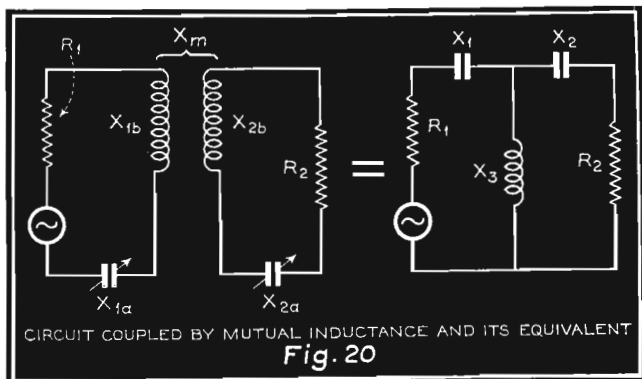 R₁
Xm
X₁b
X₂b
R₂
X₁a
X₂a
=
X₁
X₂
R₁
X₃
R₂
CIRCUIT COUPLED BY MUTUAL INDUCTANCE AND ITS EQUIVALENT
Fig. 20